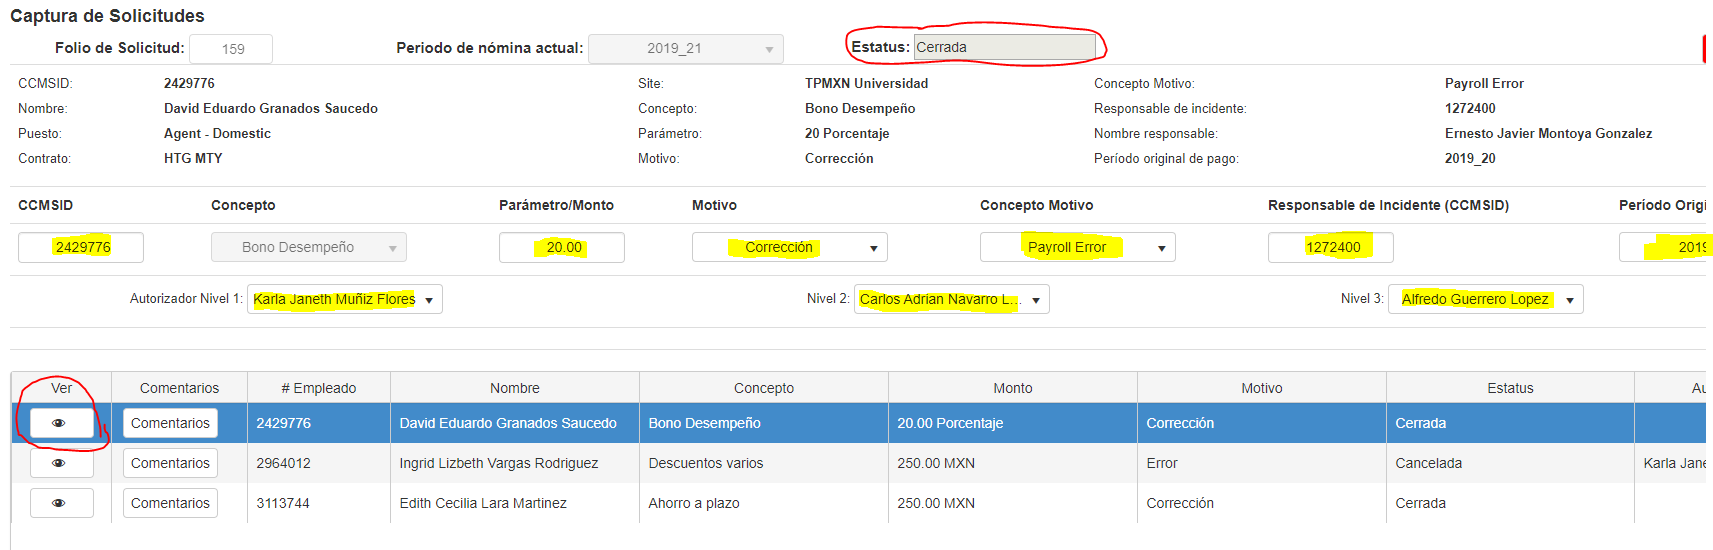 Captura de Solicitudes
Folio de Solicitud: 159 Periodo de nómina actual: 2019_21 Estatus: Cerrada
CCMSID: 2429776 Site: TPMXN Universidad Concepto Motivo: Payroll Error
Nombre: David Eduardo Granados Saucedo Concepto: Bono Desempeño Responsable de incidente: 1272400
Puesto: Agent - Domestic Parámetro: 20 Porcentaje Nombre responsable: Ernesto Javier Montoya Gonzalez
Contrato: HTG MTY Motivo: Corrección Período original de pago: 2019_20
CCMSID Concepto Parámetro/Monto Motivo Concepto Motivo Responsable de Incidente (CCMSID) Período Origi
2429776 Bono Desempeño 20.00 Corrección Payroll Error 1272400 2019
Autorizador Nivel 1: Karla Janeth Muñiz Flores Nivel 2: Carlos Adrian Navarro L... Nivel 3: Alfredo Guerrero Lopez
Ver Comentarios # Empleado Nombre Concepto Monto Motivo Estatus Au
Comentarios 2429776 David Eduardo Granados Saucedo Bono Desempeño 20.00 Porcentaje Corrección Cerrada
Comentarios 2964012 Ingrid Lizbeth Vargas Rodriguez Descuentos varios 250.00 MXN Error Cancelada Karla Jane
Comentarios 3113744 Edith Cecilia Lara Martinez Ahorro a plazo 250.00 MXN Corrección Cerrada